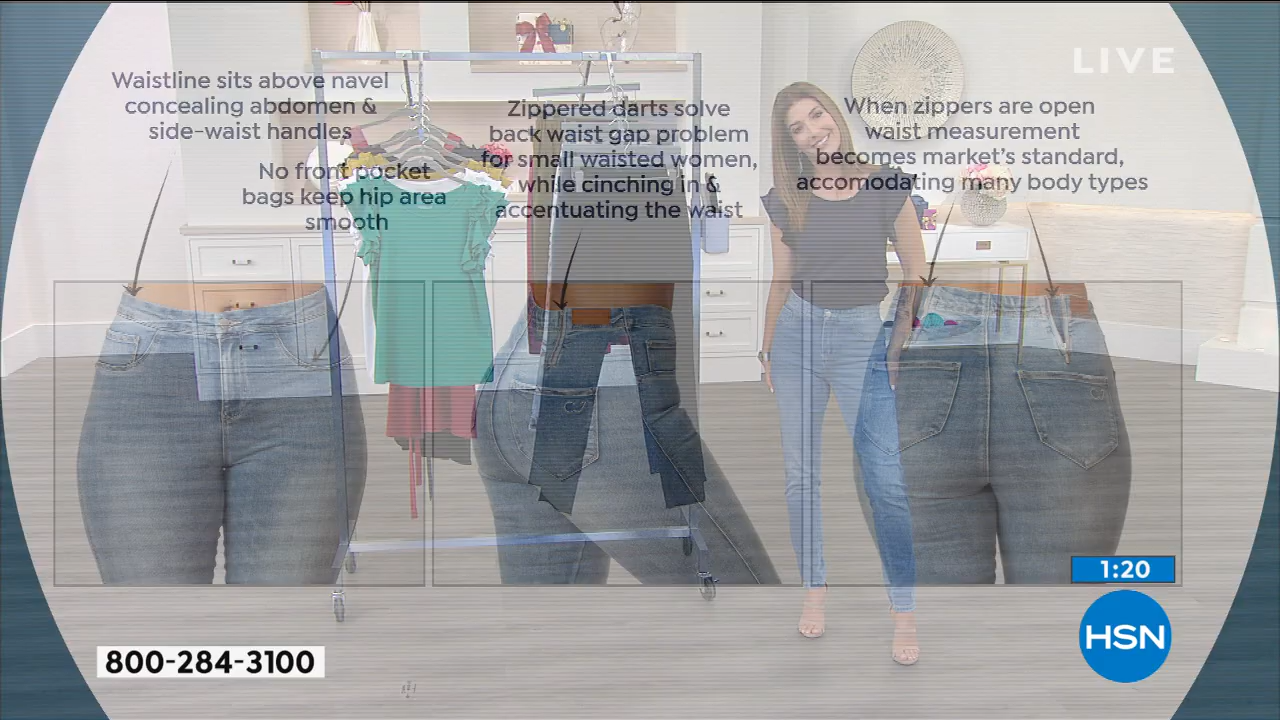 LIVE
Waistline sits above navel
concealing abdomen &
side-waist handles
No front pocket
bags keep hip area
smooth
Zippered darts solve
back waist gap problem
for small waisted women,
while cinching in &
accentuating the waist
When zippers are open
waist measurement
becomes market's standard,
accomodating many body types
1:20
HSN
800-284-3100